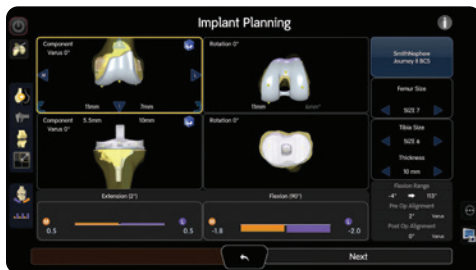 Implant Planning
Component
Varus 0°
Rotation 0°
M
L
11mm
7mm
11mm
Component
Varus 0°
5.5mm
10mm
Rotation 0°
Smith&Nephew
Journey II BCS
Femur Size
SIZE 7
Tibia Size
SIZE 6
Thickness
10 mm
Flexion Range
-4°
113°
Pre Op Alignment
2° Varus
Post Op Alignment
0° Varus
Extension (2°)
Flexion (90°)
M
L
0.5
0.5
M
L
-1.8
-2.0
Next